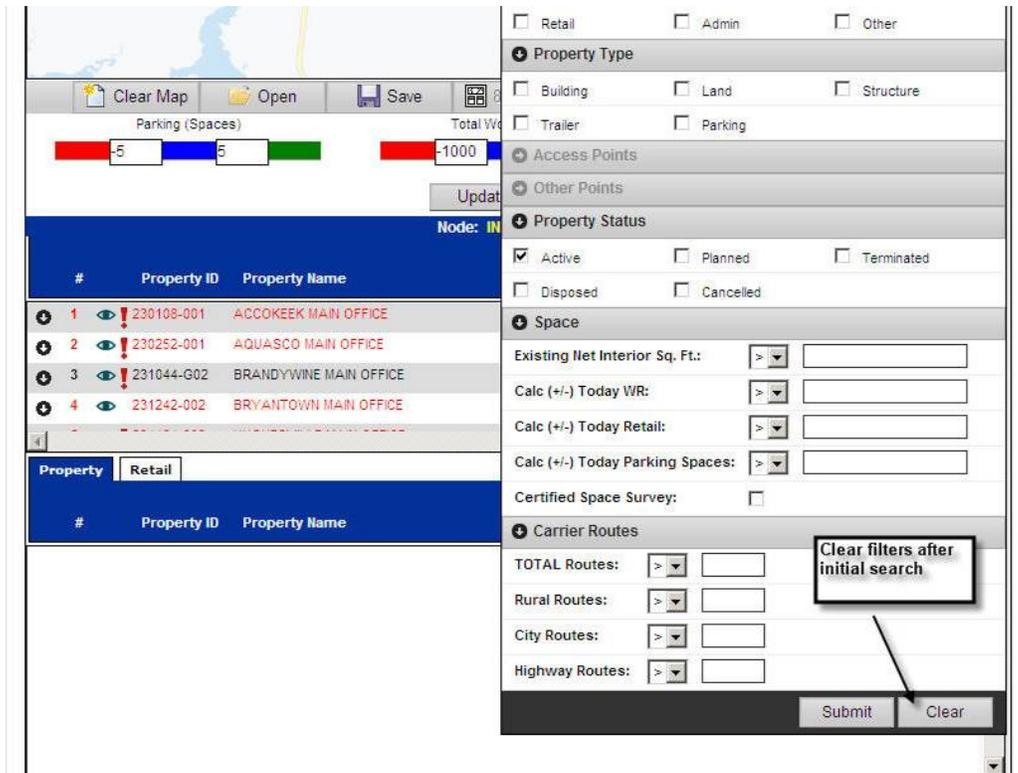 Retail Admin Other
Property Type
Building Land Structure
Trailer Parking
Access Points
Other Points
Property Status
Active Planned Terminated
Disposed Cancelled
Space
Existing Net Interior Sq. Ft.: >
Calc (+/-) Today WR: >
Calc (+/-) Today Retail: >
Calc (+/-) Today Parking Spaces: >
Certified Space Survey:
Carrier Routes
TOTAL Routes: >
Rural Routes: >
City Routes: >
Highway Routes: >
Submit Clear
Clear filters after
initial search
Clear Map Open Save
Parking (Spaces) Total
-5 5 -1000
Node:
# Property ID Property Name
1 230108-001 ACCOKEEK MAIN OFFICE
2 230252-001 AQUASCO MAIN OFFICE
3 231044-G02 BRANDYWINE MAIN OFFICE
4 231242-002 BRYANTOWN MAIN OFFICE
Property Retail
# Property ID Property Name